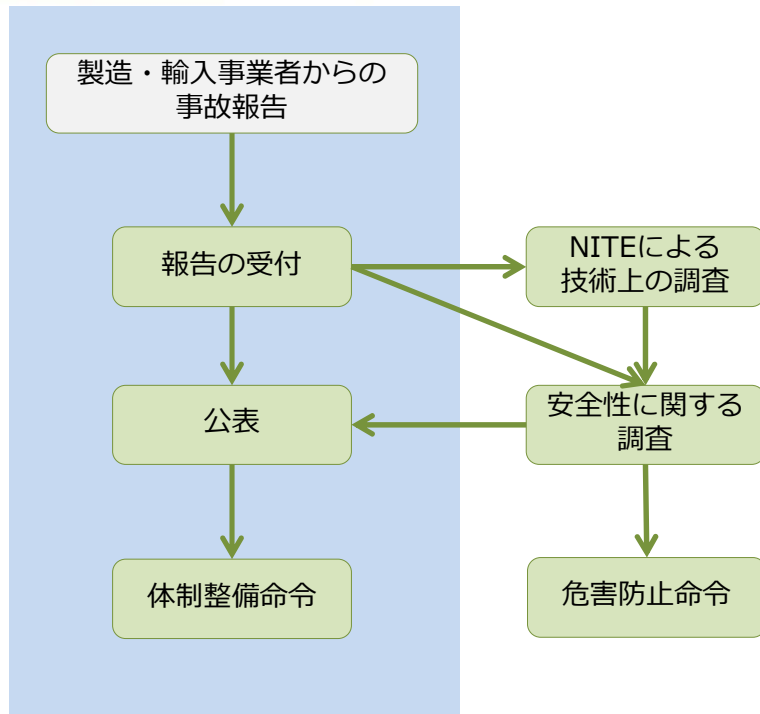 製造・輸入事業者からの
事故報告
報告の受付
NITEによる
技術上の調査
公表
安全性に関する
調査
体制整備命令
危害防止命令